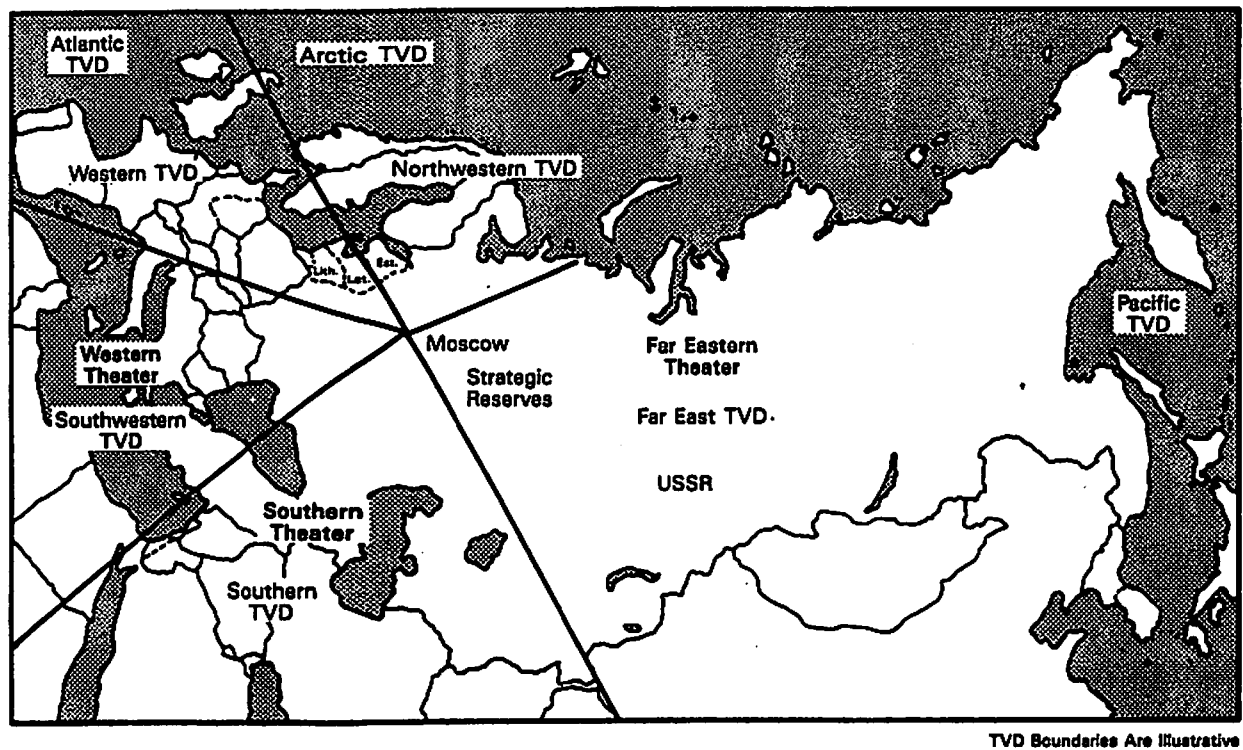 Atlantic
TVD
Arctic TVD
Western TVD
Northwestern TVD
Lith.
Lat.
Est.
Pacific
TVD
Moscow
Far Eastern
Theater
Western
Theater
Strategic
Reserves
Southwestern
TVD
Far East TVD
USSR
Southern
Theater
Southern
TVD
TVD Boundaries Are Illustrative